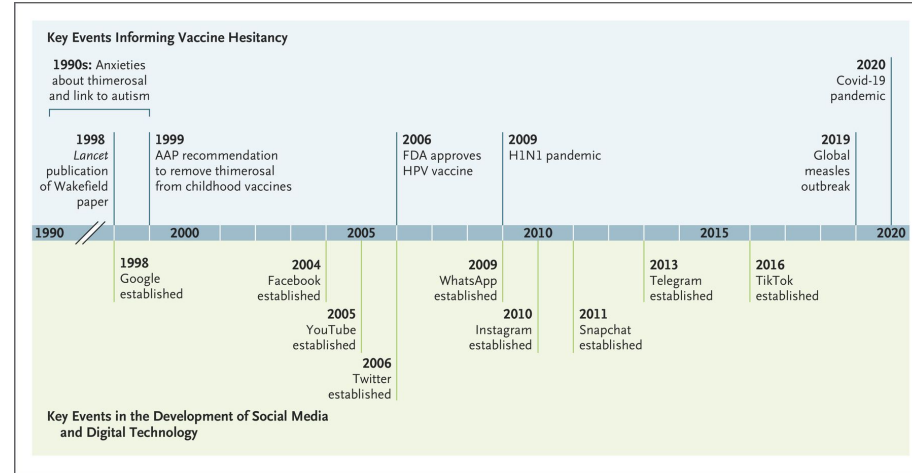 Key Events Informing Vaccine Hesitancy
1990s: Anxieties
about thimerosal
and link to autism
2020
Covid-19
pandemic
1998
Lancet
publication
of Wakefield
paper
1999
AAP recommendation
to remove thimerosal
from childhood vaccines
2006
FDA approves
HPV vaccine
2009
H1N1 pandemic
2019
Global
measles
outbreak
1990
2000
2005
2010
2015
2020
1998
Google
established
2004
Facebook
established
2005
YouTube
established
2006
Twitter
established
2009
WhatsApp
established
2010
Instagram
established
2011
Snapchat
established
2013
Telegram
established
2016
TikTok
established
Key Events in the Development of Social Media
and Digital Technology